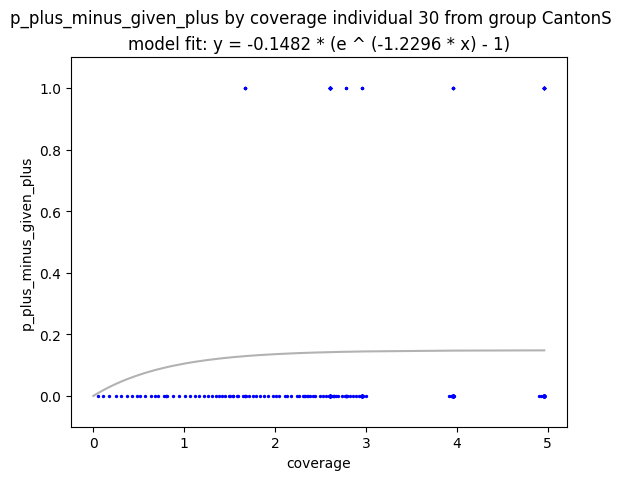 p_plus_minus_given_plus by coverage individual 30 from group CantonS
model fit: y = -0.1482 * (e ^ (-1.2296 * x) - 1)
1.0
0.8
0.6
0.4
0.2
0.0
p_plus_minus_given_plus
0 1 2 3 4 5
coverage